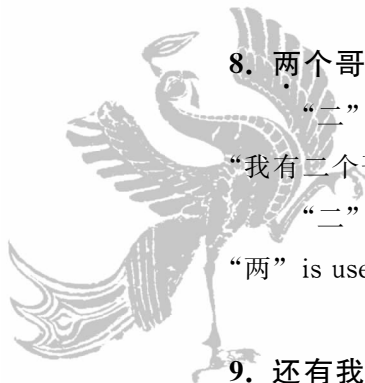 8. 两个哥
“二”
“我有二个
“二”
“两” is use
9. 还有我